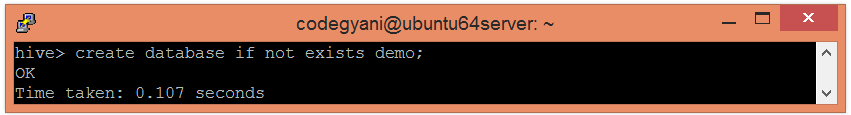 codegyani@ubuntu64server: ~
hive> create database if not exists demo;
OK
Time taken: 0.107 seconds